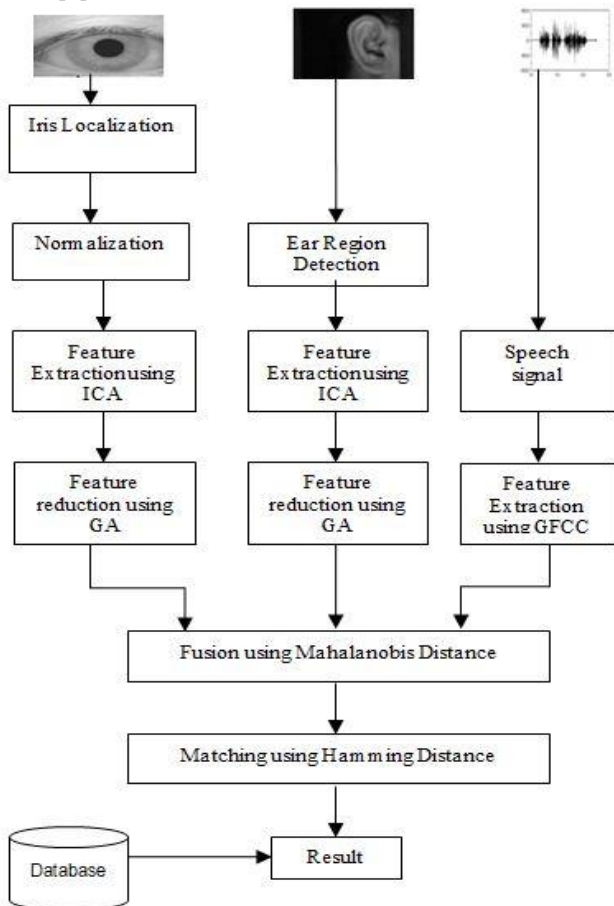 Iris Localization
Normalization
Feature
Extractionusing
ICA
Feature
reduction using
GA
Ear Region
Detection
Feature
Extractionusing
ICA
Feature
reduction using
GA
Speech
signal
Feature
Extraction
using GFCC
Fusion using Mahalanobis Distance
Matching using Hamming Distance
Database
Result